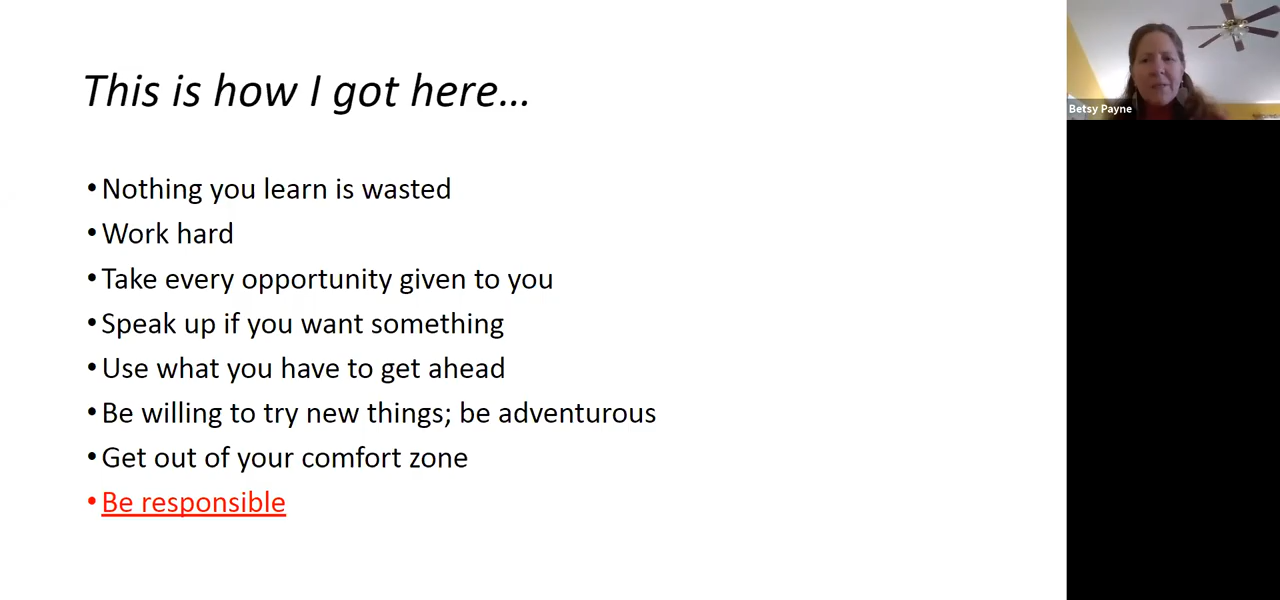 This is how I got here...
• Nothing you learn is wasted
• Work hard
• Take every opportunity given to you
• Speak up if you want something
• Use what you have to get ahead
• Be willing to try new things; be adventurous
• Get out of your comfort zone
• Be responsible
Betsy Payne